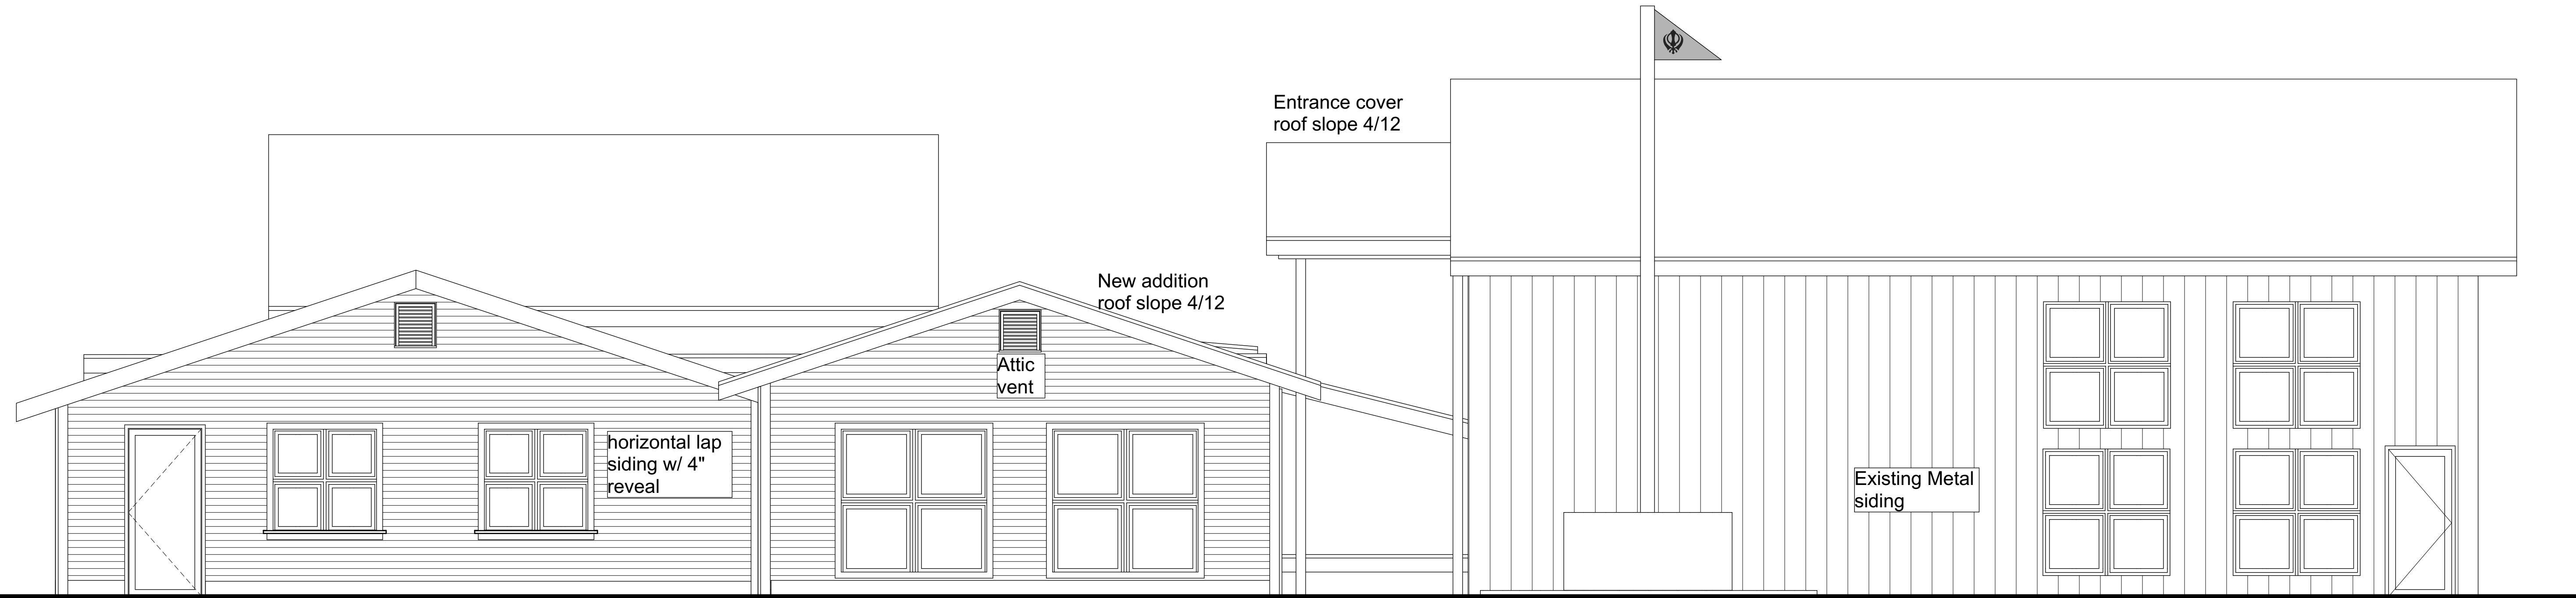 Entrance cover
roof slope 4/12
New addition
roof slope 4/12
Attic
vent
horizontal lap
siding w/ 4"
reveal
Existing Metal
siding